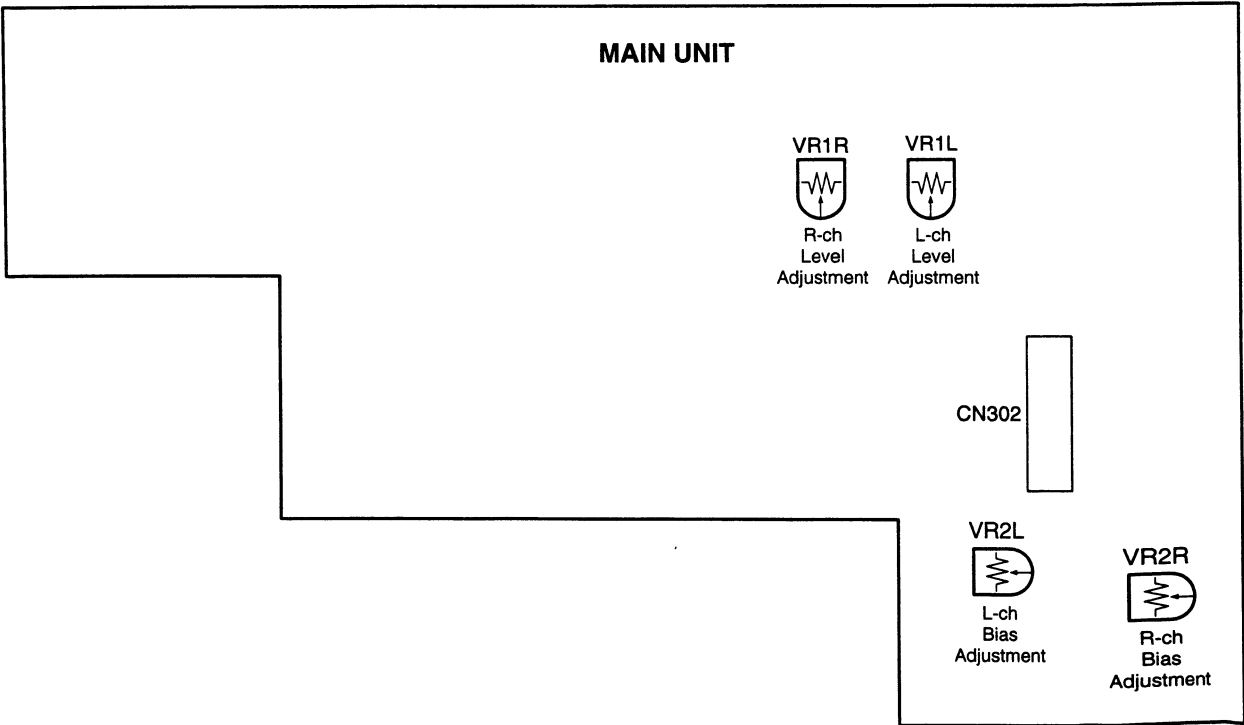 MAIN UNIT
VR1R
R-ch
Level
Adjustment
VR1L
L-ch
Level
Adjustment
CN302
VR2L
L-ch
Bias
Adjustment
VR2R
R-ch
Bias
Adjustment